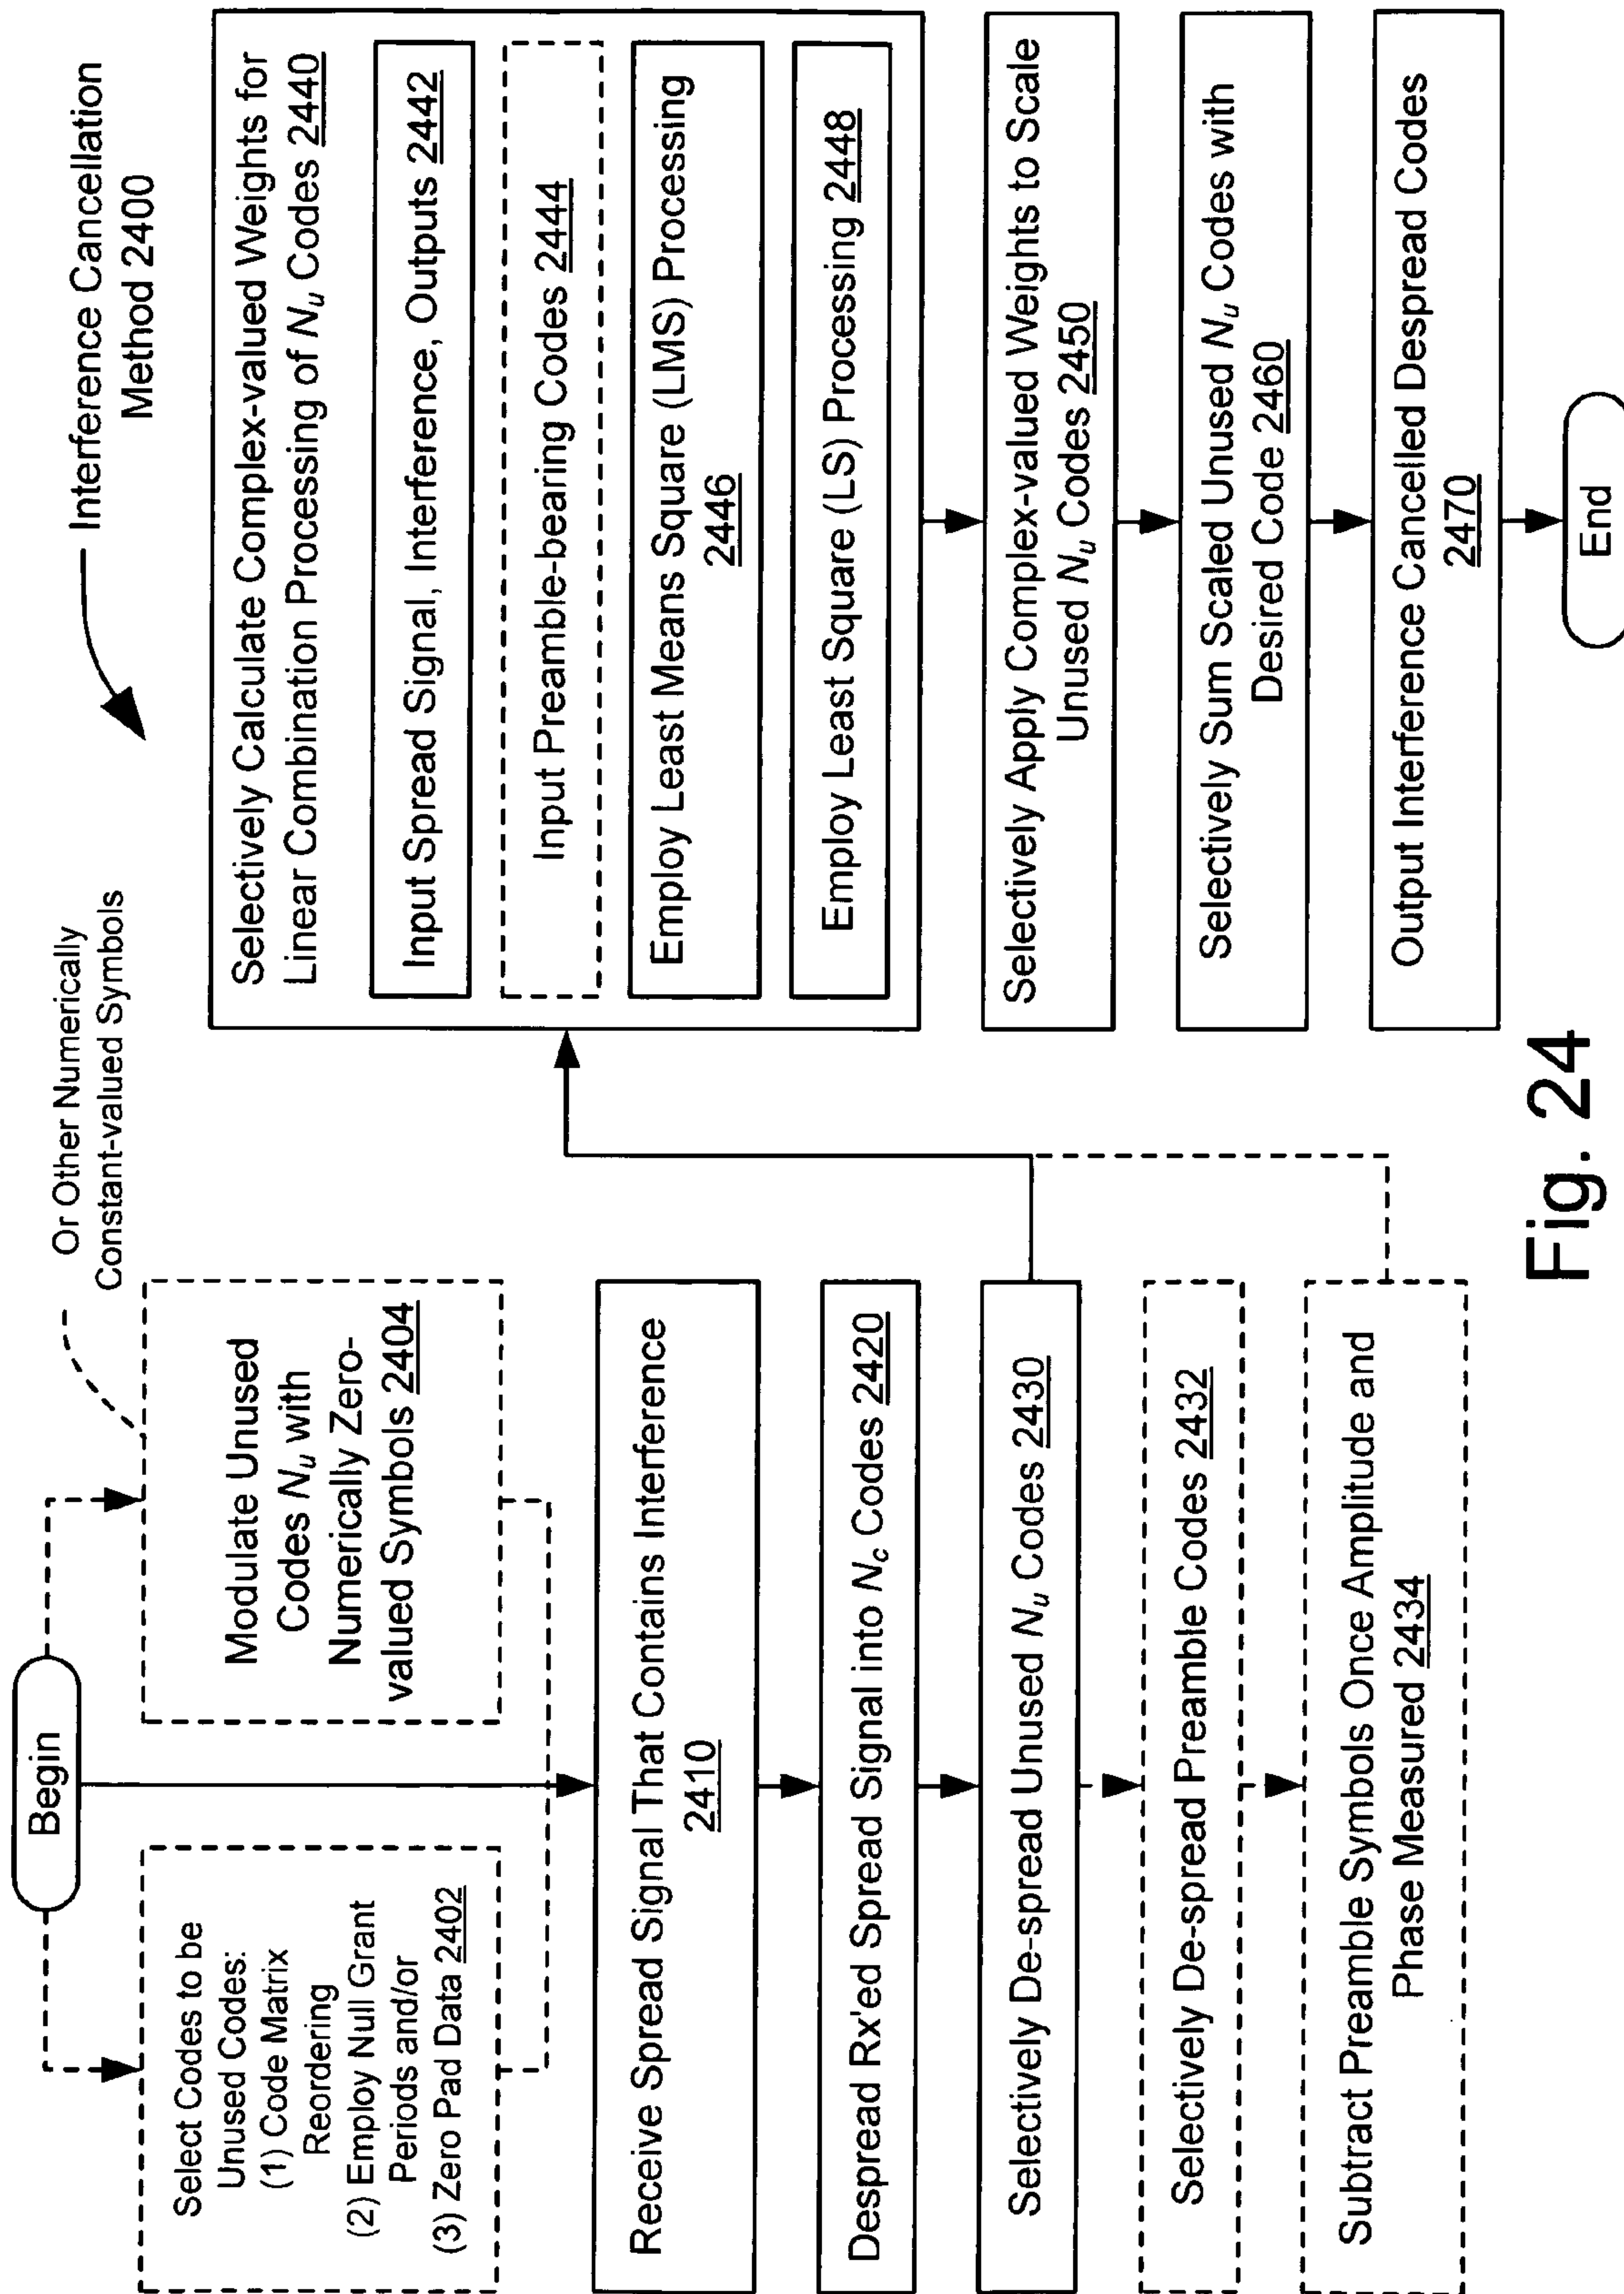 Interference Cancellation
Method 2400
Begin
Or Other Numerically
Constant-valued Symbols
Select Codes to be
Unused Codes:
(1) Code Matrix
Reordering
(2) Employ Null Grant
Periods and/or
(3) Zero Pad Data 2402
Modulate Unused
Codes Nu with
Numerically Zero-
valued Symbols 2404
Receive Spread Signal That Contains Interference
2410
Despread Rx'ed Spread Signal into Nc Codes 2420
Selectively De-spread Unused Nu Codes 2430
Selectively De-spread Preamble Codes 2432
Subtract Preamble Symbols Once Amplitude and
Phase Measured 2434
Selectively Calculate Complex-valued Weights for
Linear Combination Processing of Nu Codes 2440
Input Spread Signal, Interference, Outputs 2442
Input Preamble-bearing Codes 2444
Employ Least Means Square (LMS) Processing
2446
Employ Least Square (LS) Processing 2448
Selectively Apply Complex-valued Weights to Scale
Unused Nu Codes 2450
Selectively Sum Scaled Unused Nu Codes with
Desired Code 2460
Output Interference Cancelled Despread Codes
2470
End
Fig. 24